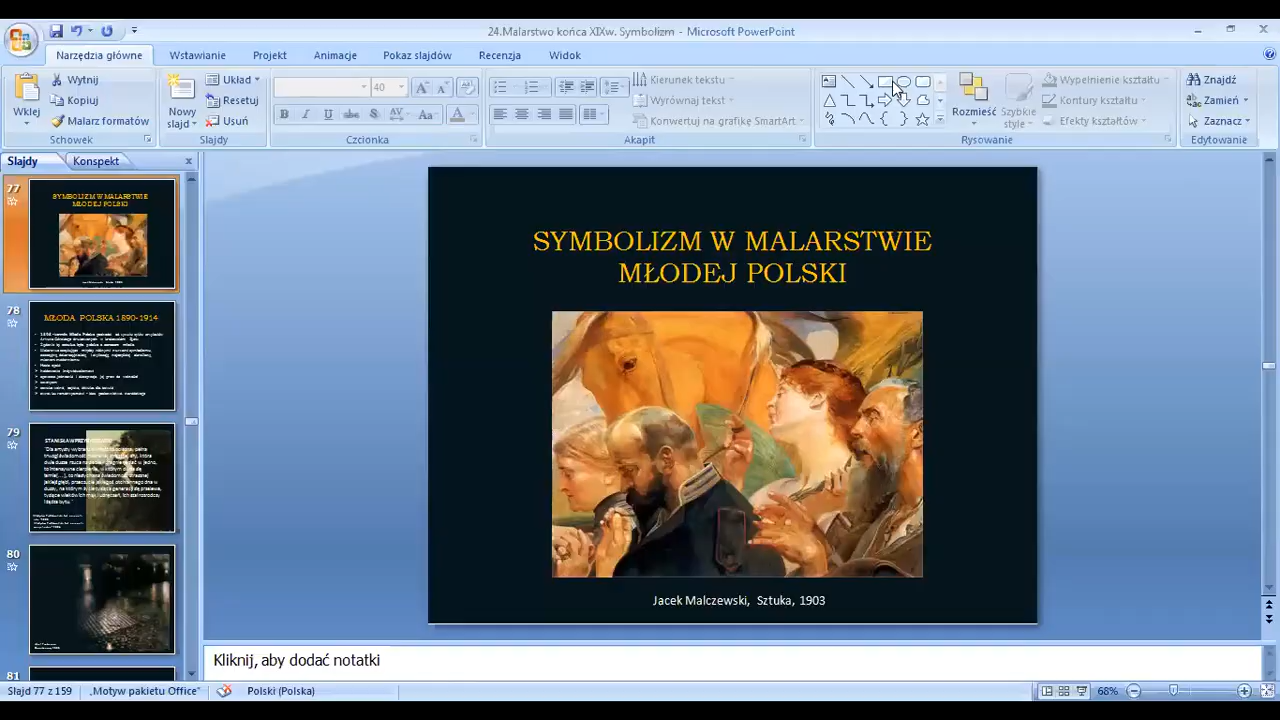 24.Malarstwo końca XIXw. Symbolizm - Microsoft PowerPoint
Narzędzia główne Wstawianie Projekt Animacje Pokaz slajdów Recenzja Widok
Wklej
Wytnij
Kopiuj
Malarz formatów
Schowek
Nowy slajd
Układ
Resetuj
Usuń
Slajdy
40
B I U S AV Aa A
Czcionka
Kierunek tekstu
Wyrównaj tekst
Konwertuj na grafikę SmartArt
Akapit
Rozmieść
Szybkie style
Wypełnienie kształtu
Kontury kształtu
Efekty kształtów
Rysowanie
Znajdź
Zamień
Zaznacz
Edytowanie
Slajdy Konspekt
77
SYMBOLIZM W MALARSTWIE
MŁODEJ POLSKI
78
MŁODA POLSKA 1890-1914
79
80
81
SYMBOLIZM W MALARSTWIE
MŁODEJ POLSKI
Jacek Malczewski, Sztuka, 1903
Kliknij, aby dodać notatki
Slajd 77 z 159 „Motyw pakietu Office” Polski (Polska) 68%